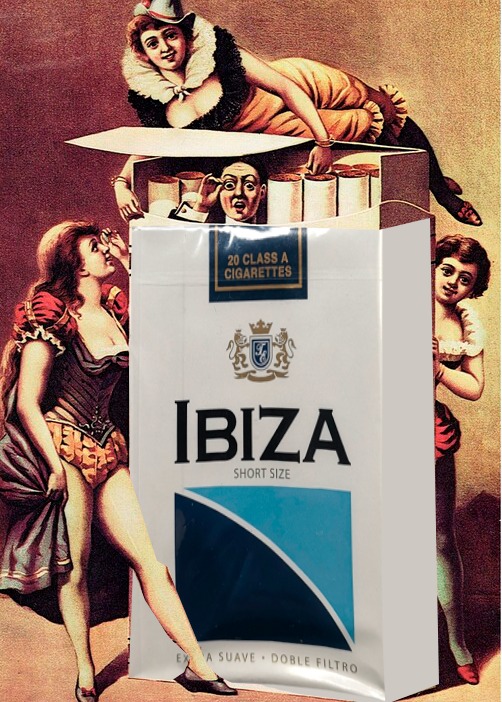 20 CLASS A
CIGARETTES
IBIZA
SHORT SIZE
SUAVE • DOBLE FILTRO